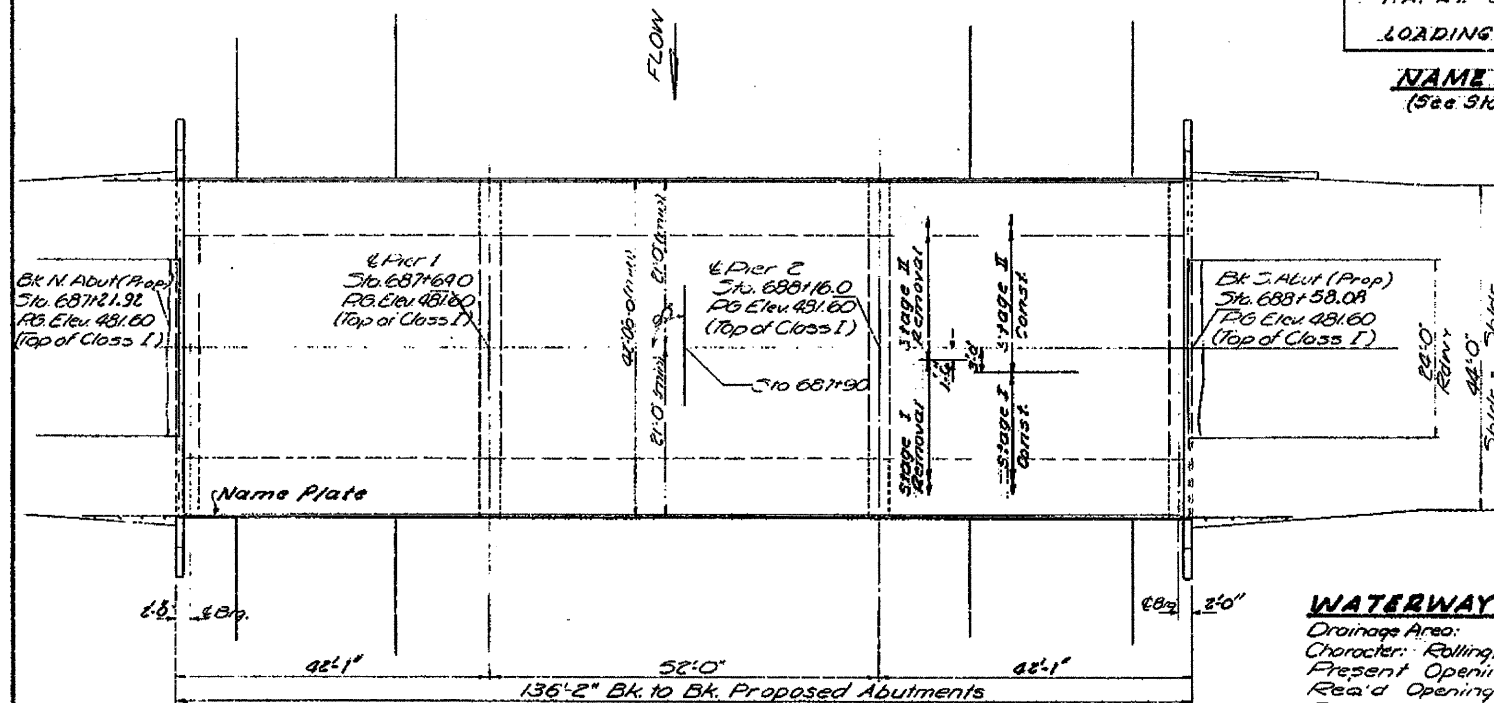 FLOW
LOADING
NAME
(See Sta
Bk N. Abut (Prop)
Sta. 687+21.92
P.G. Elev. 481.60
(Top of Class I)
℄ Pier 1
Sta. 687+69.0
P.G. Elev. 481.60
(Top of Class I)
21'-0 (min)
21'-0 (min)
℄ Pier 2
Sta. 688+16.0
P.G. Elev. 481.60
(Top of Class I)
Sta 687+90
Stage II
Removal
Stage II
Const.
Stage I
Removal
Stage I
Const.
Bk S. Abut (Prop)
Sta. 688+58.08
P.G. Elev. 481.60
(Top of Class I)
24'-0"
Rdwy
44'-0"
Name Plate
℄ Brg.
℄ Brg
2'-0"
42'-1"
52'-0"
42'-1"
136'-2" Bk. to Bk. Proposed Abutments
WATERWAY
Drainage Area:
Character: Rolling
Present Openin
Req'd Opening